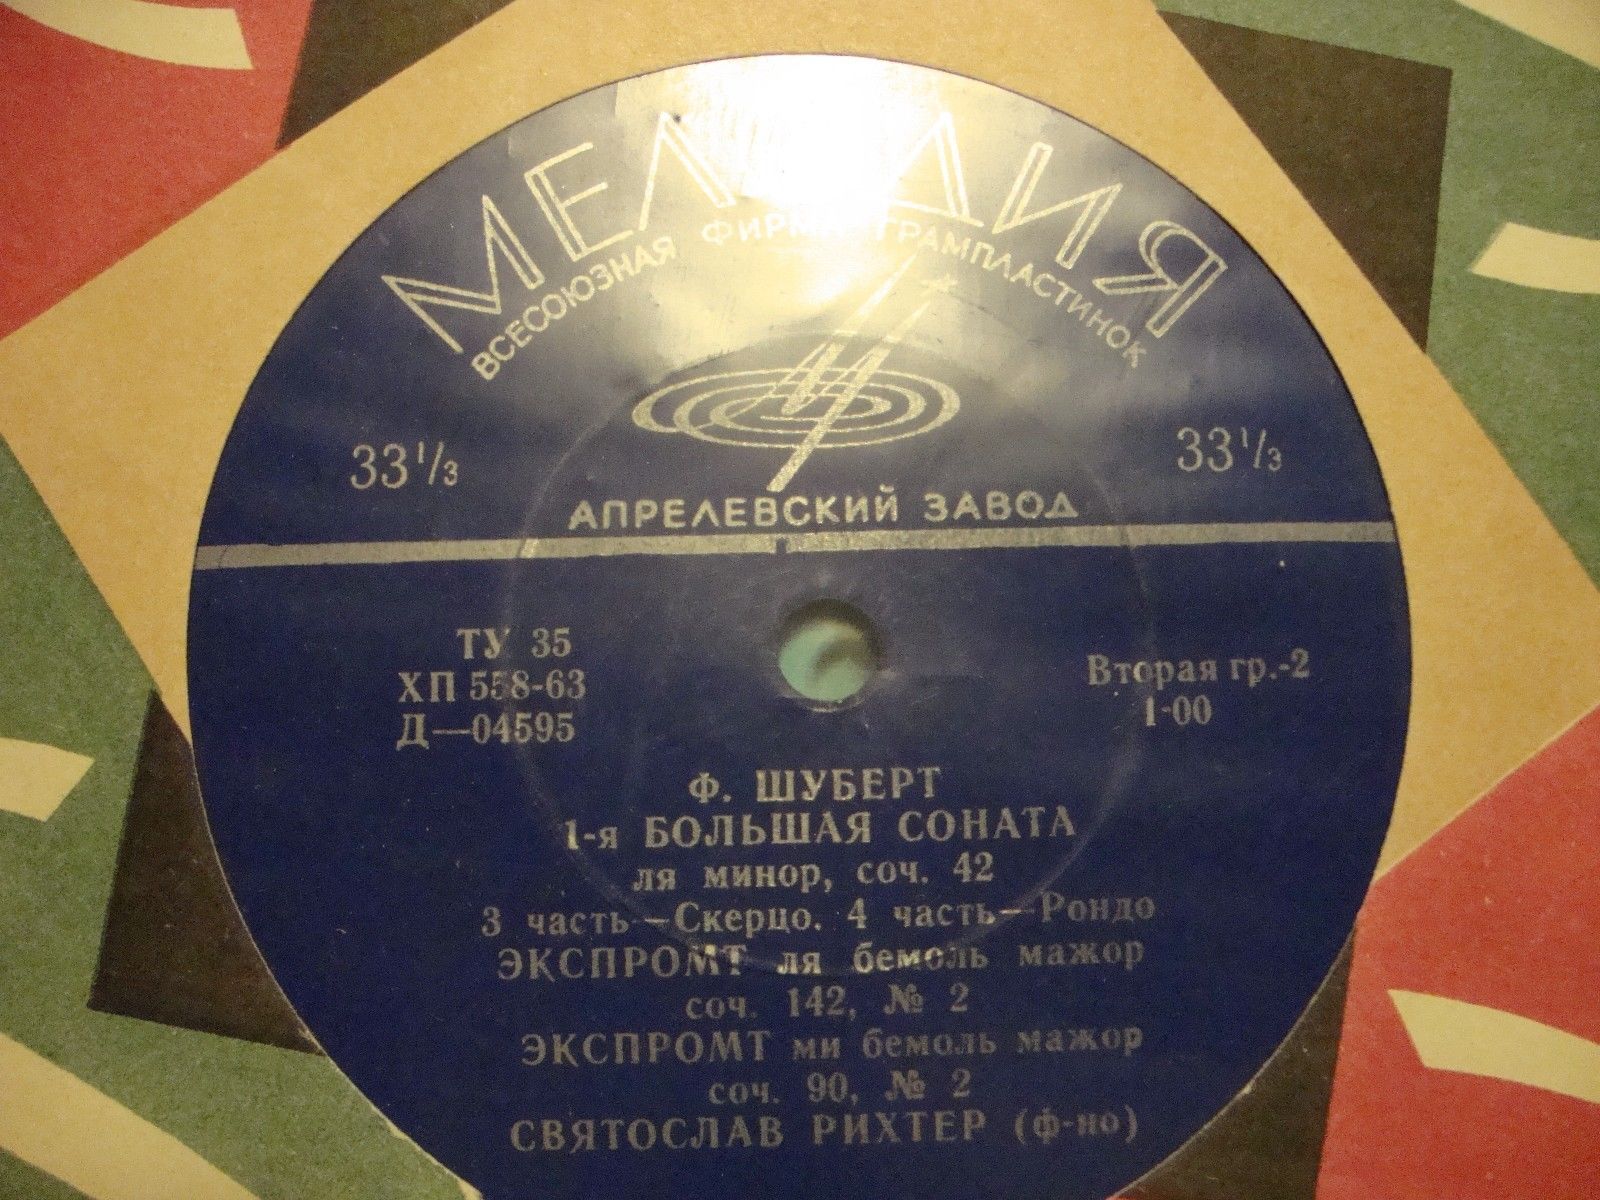 МЕЛОДИЯ
ВСЕСОЮЗНАЯ ФИРМА ГРАМПЛАСТИНОК
33⅓ 33⅓
АПРЕЛЕВСКИЙ ЗАВОД
ТУ 35
ХП 558-63
Д—04595
Вторая гр.-2
1-00
Ф. ШУБЕРТ
1-я БОЛЬШАЯ СОНАТА
ля минор, соч. 42
3 часть—Скерцо. 4 часть—Рондо
ЭКСПРОМТ ля бемоль мажор
соч. 142, № 2
ЭКСПРОМТ ми бемоль мажор
соч. 90, № 2
СВЯТОСЛАВ РИХТЕР (ф-но)